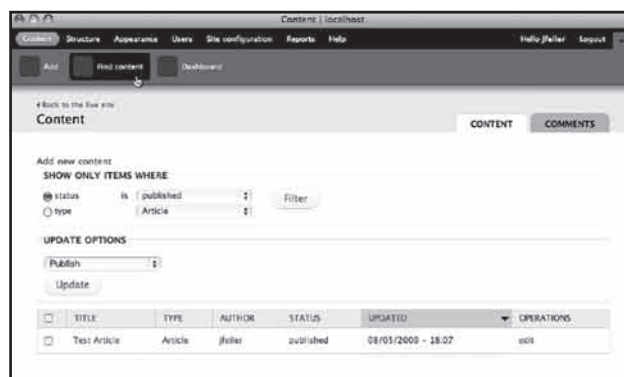 Content | localhost
Content Structure Appearance Users Site configuration Reports Help Hello jfeiler Logout
Add Find content Dashboard
Back to the live site
Content
CONTENT COMMENTS
Add new content
SHOW ONLY ITEMS WHERE
status is published Filter
type Article
UPDATE OPTIONS
Publish
Update
TITLE TYPE AUTHOR STATUS UPDATED OPERATIONS
Test Article Article jfeiler published 08/05/2009 - 18:07 edit